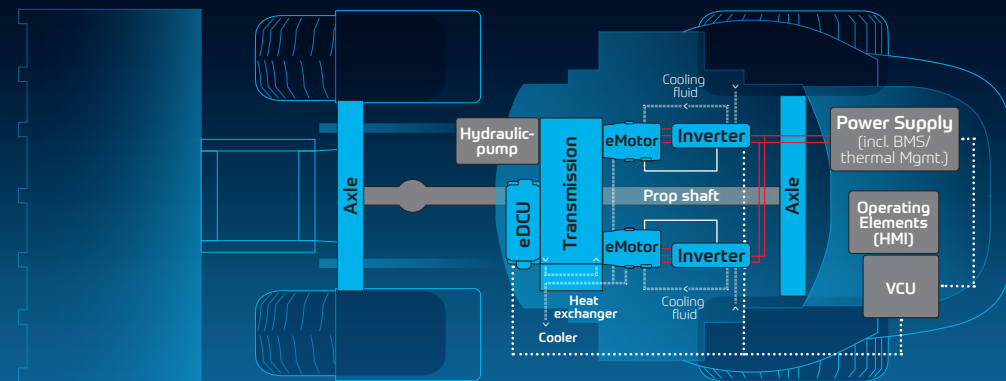 Axle
Hydraulic-
pump
eDCU
Transmission
Cooling
fluid
eMotor
Inverter
Prop shaft
eMotor
Inverter
Cooling
fluid
Heat
exchanger
Cooler
Axle
Power Supply
(incl. BMS/
thermal Mgmt.)
Operating
Elements
(HMI)
VCU